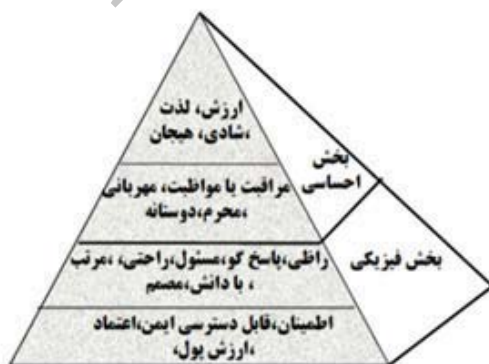 ارزش، لذت
،شادی، هیجان
بخش
احساسی
مراقبت یا مواظبت، مهربانی
،محرم،دوستانه
راظی،پاسخ گو،مسئول،راحتی، ،مرتب
، با دانش،مصمم
بخش فیزیکی
اطمینان،قابل دسترسی ایمن،اعتماد
،ارزش پول،